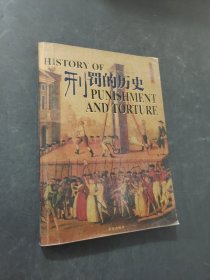 HISTORY OF
刑罚的历史
PUNISHMENT
AND TORTURE